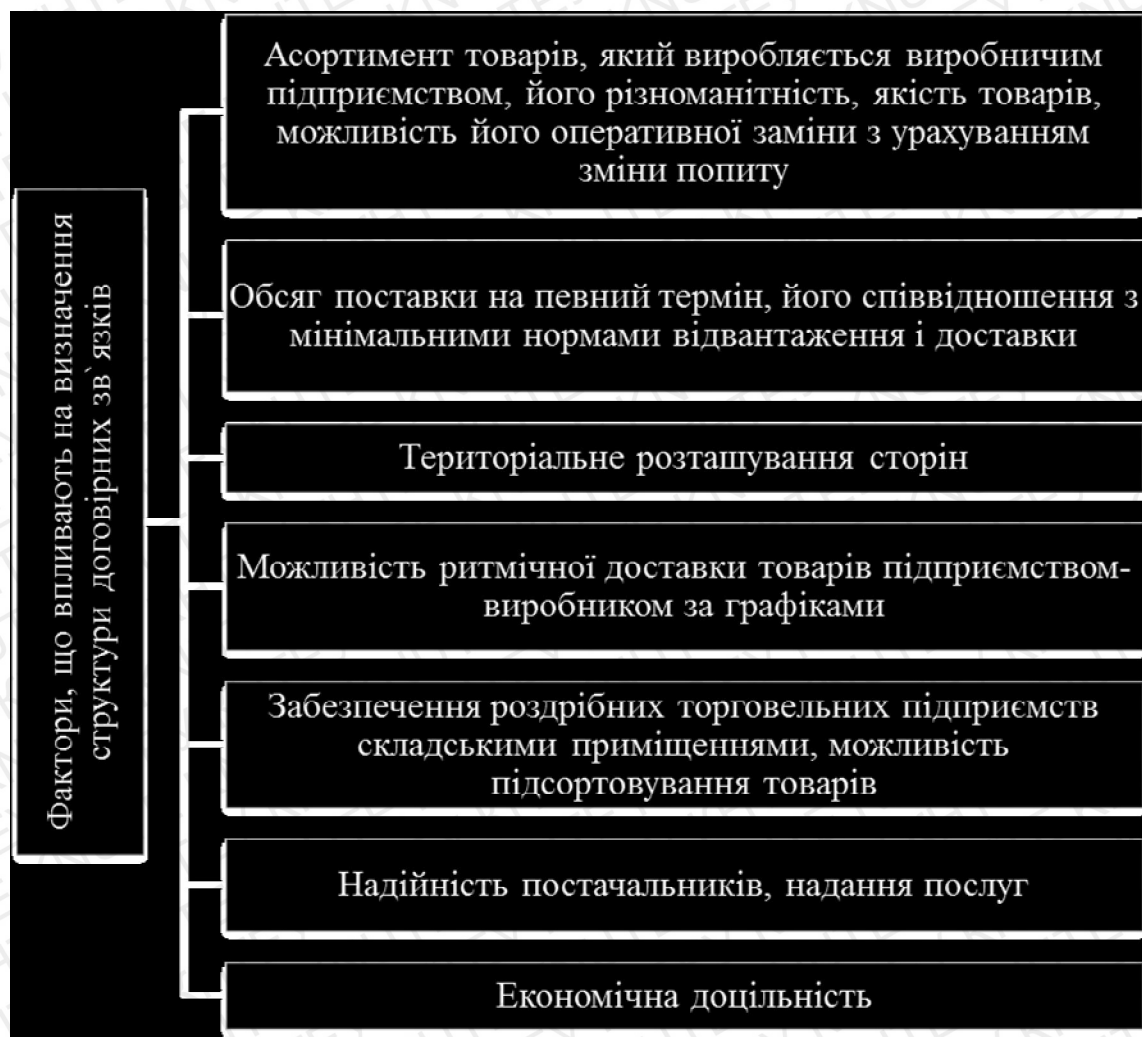 Фактори, що впливають на визначення
структури договірних зв`язків
Асортимент товарів, який виробляється виробничим
підприємством, його різноманітність, якість товарів,
можливість його оперативної заміни з урахуванням
зміни попиту
Обсяг поставки на певний термін, його співвідношення з
мінімальними нормами відвантаження і доставки
Територіальне розташування сторін
Можливість ритмічної доставки товарів підприємством-
виробником за графіками
Забезпечення роздрібних торговельних підприємств
складськими приміщеннями, можливість
підсортовування товарів
Надійність постачальників, надання послуг
Економічна доцільність